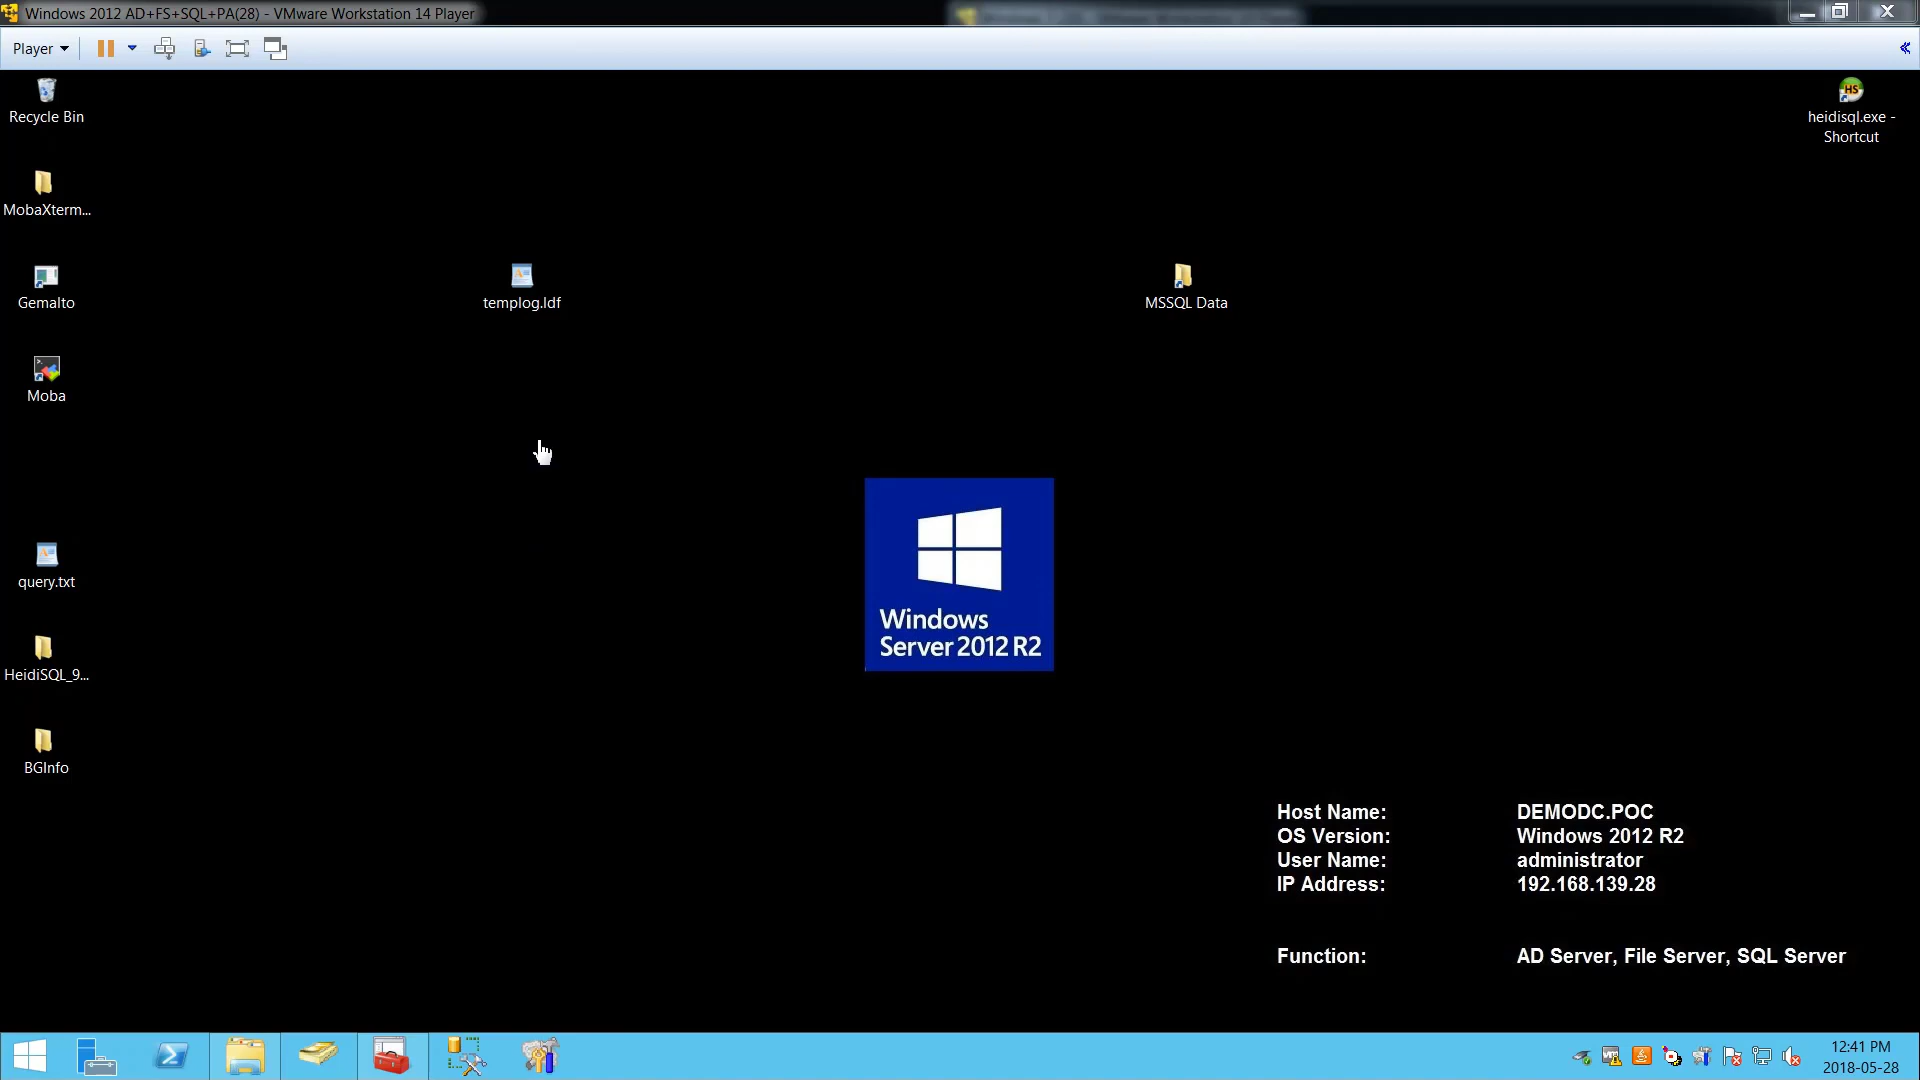 Windows 2012 AD+FS+SQL+PA(28) - VMware Workstation 14 Player
Player
Recycle Bin
heidisql.exe -
Shortcut
MobaXterm...
Gemalto
templog.ldf
MSSQL Data
Moba
HS
query.txt
Windows
Server 2012 R2
HeidiSQL_9...
BGInfo
Host Name: DEMODC.POC
OS Version: Windows 2012 R2
User Name: administrator
IP Address: 192.168.139.28
Function: AD Server, File Server, SQL Server
12:41 PM
2018-05-28